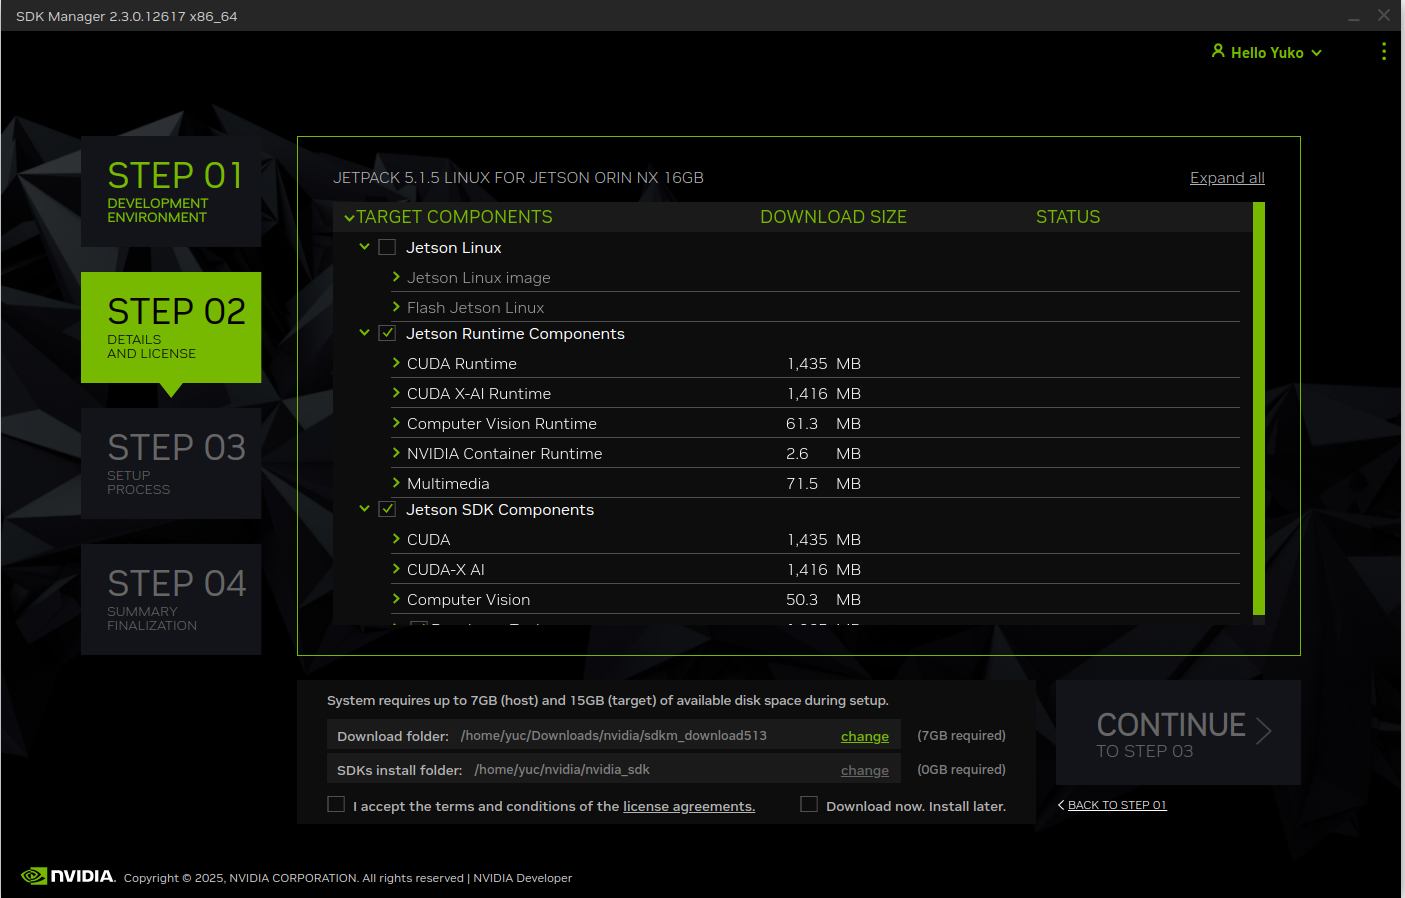 SDK Manager 2.3.0.12617 x86_64
Hello Yuko
STEP 01
DEVELOPMENT
ENVIRONMENT
STEP 02
DETAILS
AND LICENSE
STEP 03
SETUP
PROCESS
STEP 04
SUMMARY
FINALIZATION
JETPACK 5.1.5 LINUX FOR JETSON ORIN NX 16GB Expand all
TARGET COMPONENTS DOWNLOAD SIZE STATUS
Jetson Linux
Jetson Linux image
Flash Jetson Linux
Jetson Runtime Components
CUDA Runtime 1,435 MB
CUDA X-AI Runtime 1,416 MB
Computer Vision Runtime 61.3 MB
NVIDIA Container Runtime 2.6 MB
Multimedia 71.5 MB
Jetson SDK Components
CUDA 1,435 MB
CUDA-X AI 1,416 MB
Computer Vision 50.3 MB
System requires up to 7GB (host) and 15GB (target) of available disk space during setup.
Download folder: /home/yuc/Downloads/nvidia/sdkm_download513 change (7GB required)
SDKs install folder: /home/yuc/nvidia/nvidia_sdk change (0GB required)
I accept the terms and conditions of the license agreements. Download now. Install later.
CONTINUE
TO STEP 03
BACK TO STEP 01
NVIDIA. Copyright © 2025, NVIDIA CORPORATION. All rights reserved | NVIDIA Developer